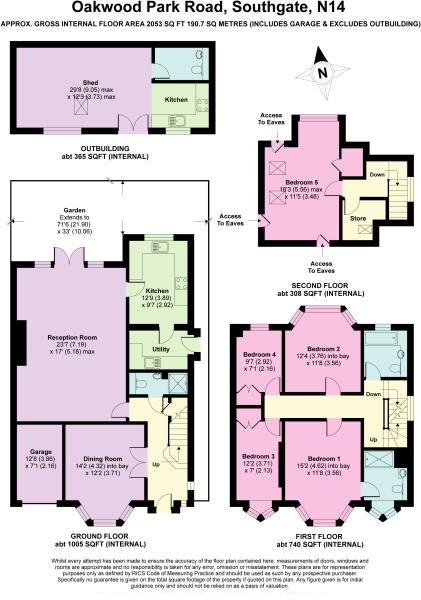 Oakwood Park Road, Southgate, N14
APPROX. GROSS INTERNAL FLOOR AREA 2053 SQ FT 190.7 SQ METRES (INCLUDES GARAGE & EXCLUDES OUTBUILDING)
Shed
29'8 (9.05) max
x 12'3 (3.73) max
Kitchen
OUTBUILDING
abt 365 SQFT (INTERNAL)
N
Access
To Eaves
Bedroom 5
18'3 (5.56) max
x 11'5 (3.48)
Down
Store
Access
To Eaves
Access
To Eaves
SECOND FLOOR
abt 308 SQFT (INTERNAL)
Garden
Extends to
71'6 (21.90)
x 33' (10.06)
Kitchen
12'9 (3.89)
x 9'7 (2.92)
Reception Room
23'7 (7.19)
x 17' (5.18) max
Utility
Garage
12'8 (3.86)
x 7'1 (2.16)
Dining Room
14'2 (4.32) into bay
x 12'2 (3.71)
Up
GROUND FLOOR
abt 1005 SQFT (INTERNAL)
Bedroom 4
9'7 (2.92)
x 7'1 (2.16)
Bedroom 2
12'4 (3.76) into bay
x 11'8 (3.56)
Down
Up
Bedroom 3
12'2 (3.71)
x 7' (2.13)
Bedroom 1
15'2 (4.62) into bay
x 11'8 (3.56)
FIRST FLOOR
abt 740 SQFT (INTERNAL)
Whilst every attempt has been made to ensure the accuracy of the floor plan contained here, measurements of doors, windows and
rooms are approximate and no responsibility is taken for any error, omission or misstatement. These plans are for representation
purposes only as defined by RICS Code of Measuring Practice and should be used as such by any prospective purchaser.
Specifically no guarantee is given on the total square footage of the property if quoted on this plan. Any figure given is for initial
guidance only and should not be relied on as a basis of valuation.